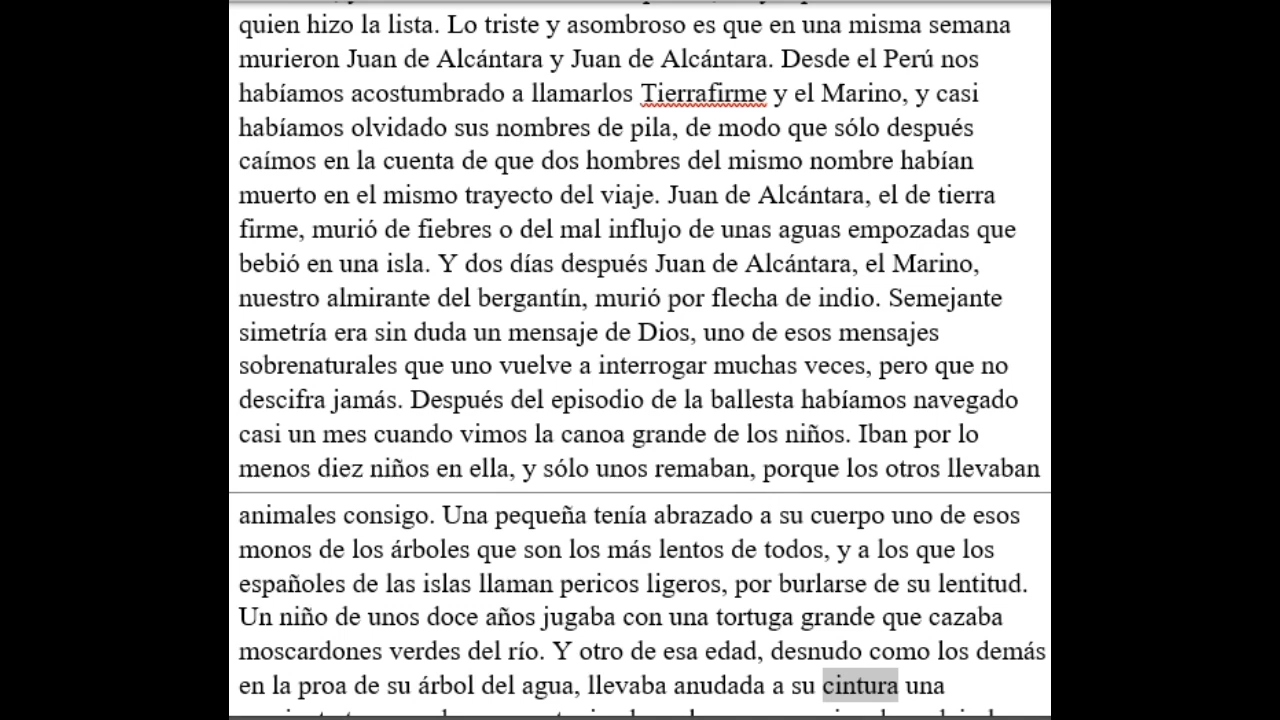 quien hizo la lista. Lo triste y asombroso es que en una misma semana
murieron Juan de Alcántara y Juan de Alcántara. Desde el Perú nos
habíamos acostumbrado a llamarlos Tierrafirme y el Marino, y casi
habíamos olvidado sus nombres de pila, de modo que sólo después
caímos en la cuenta de que dos hombres del mismo nombre habían
muerto en el mismo trayecto del viaje. Juan de Alcántara, el de tierra
firme, murió de fiebres o del mal influjo de unas aguas empozadas que
bebió en una isla. Y dos días después Juan de Alcántara, el Marino,
nuestro almirante del bergantín, murió por flecha de indio. Semejante
simetría era sin duda un mensaje de Dios, uno de esos mensajes
sobrenaturales que uno vuelve a interrogar muchas veces, pero que no
descifra jamás. Después del episodio de la ballesta habíamos navegado
casi un mes cuando vimos la canoa grande de los niños. Iban por lo
menos diez niños en ella, y sólo unos remaban, porque los otros llevaban
animales consigo. Una pequeña tenía abrazado a su cuerpo uno de esos
monos de los árboles que son los más lentos de todos, y a los que los
españoles de las islas llaman pericos ligeros, por burlarse de su lentitud.
Un niño de unos doce años jugaba con una tortuga grande que cazaba
moscardones verdes del río. Y otro de esa edad, desnudo como los demás
en la proa de su árbol del agua, llevaba anudada a su cintura una